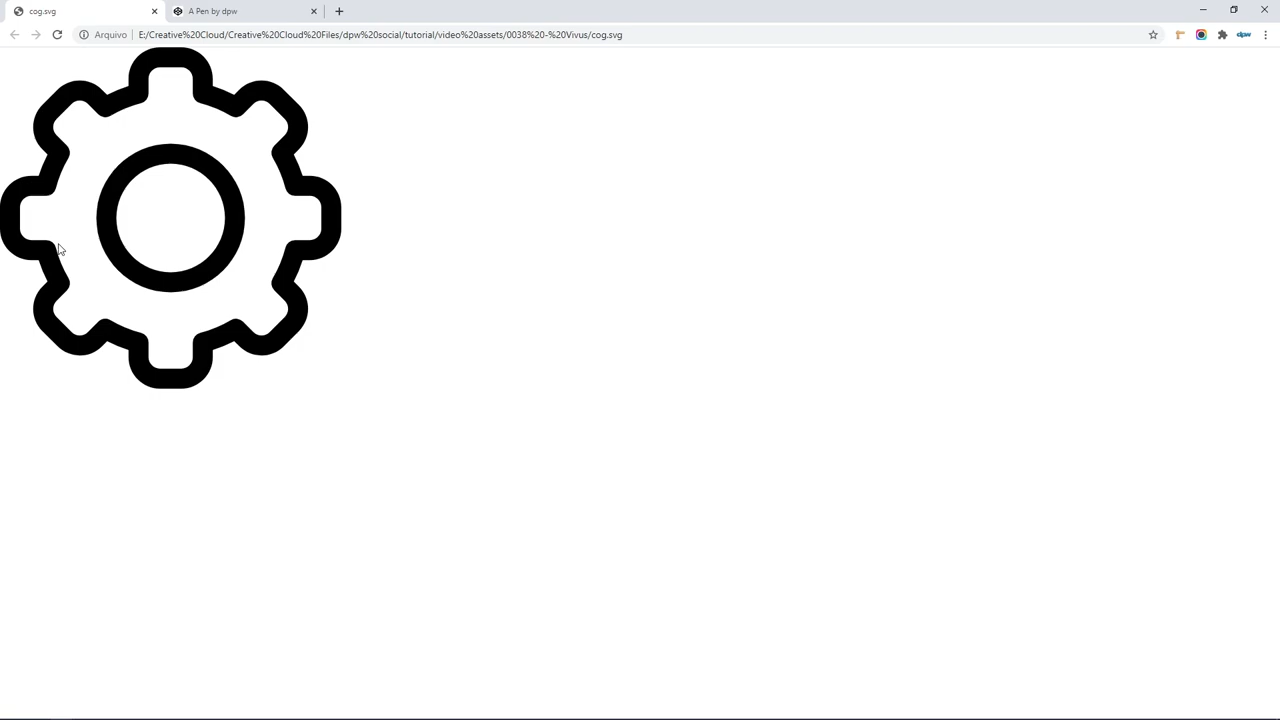 cog.svg
A Pen by dpw
Arquivo
E:/Creative%20Cloud/Creative%20Cloud%20Files/dpw%20social/tutorial/video%20assets/0038%20-%20Vivus/cog.svg
dpw